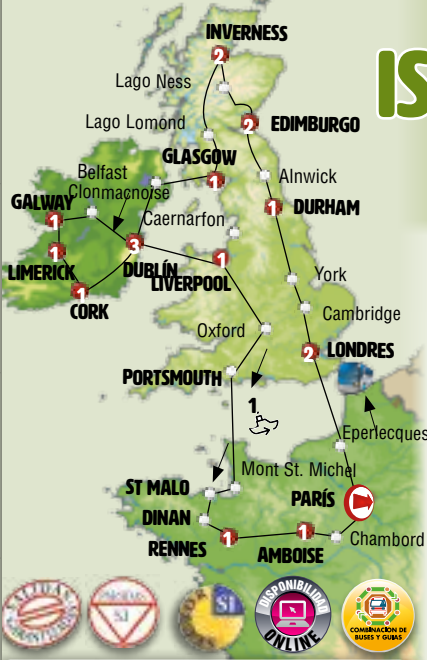 INVERNESS
2
IS
Lago Ness
Lago Lomond
2
EDIMBURGO
GLASGOW
1
Belfast
Alnwick
Clonmacnoise
GALWAY
1
Caernarfon
1
DURHAM
1
LIMERICK
3
DUBLÍN
1
LIVERPOOL
York
1
CORK
Cambridge
Oxford
2
LONDRES
PORTSMOUTH
1
Eperlecques
Mont St. Michel
ST MALO
PARÍS
DINAN
RENNES
1
AMBOISE
1
Chambord
SI
DISPONIBILIDAD
ONLINE
COMBINACION DE
BUSES Y GUIAS